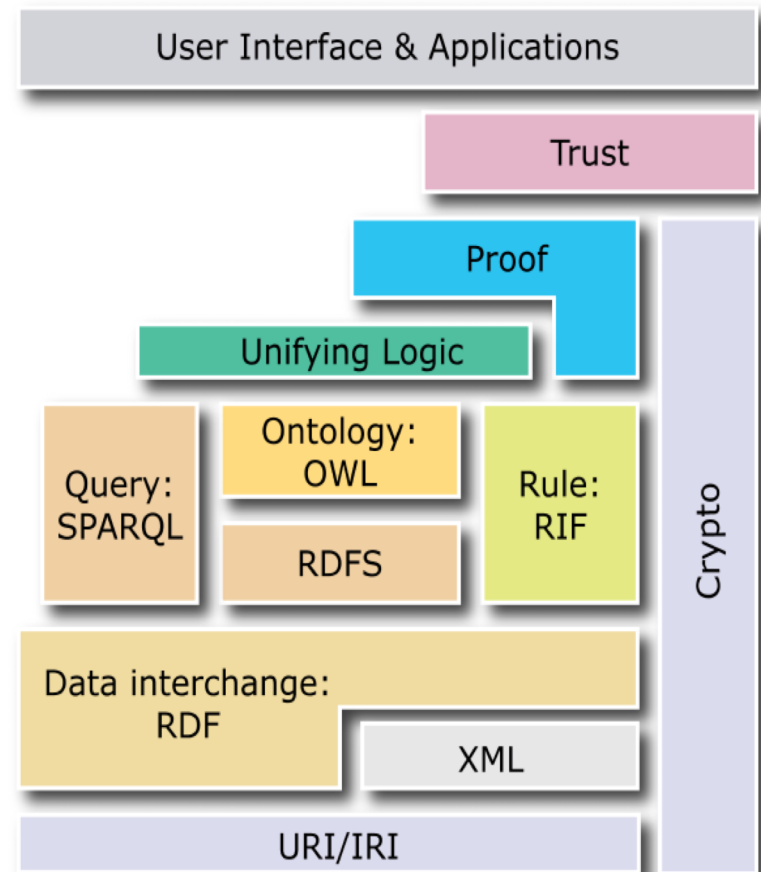 User Interface & Applications
Trust
Proof
Unifying Logic
Query:
SPARQL
Ontology:
OWL
RDFS
Rule:
RIF
Crypto
Data interchange:
RDF
XML
URI/IRI